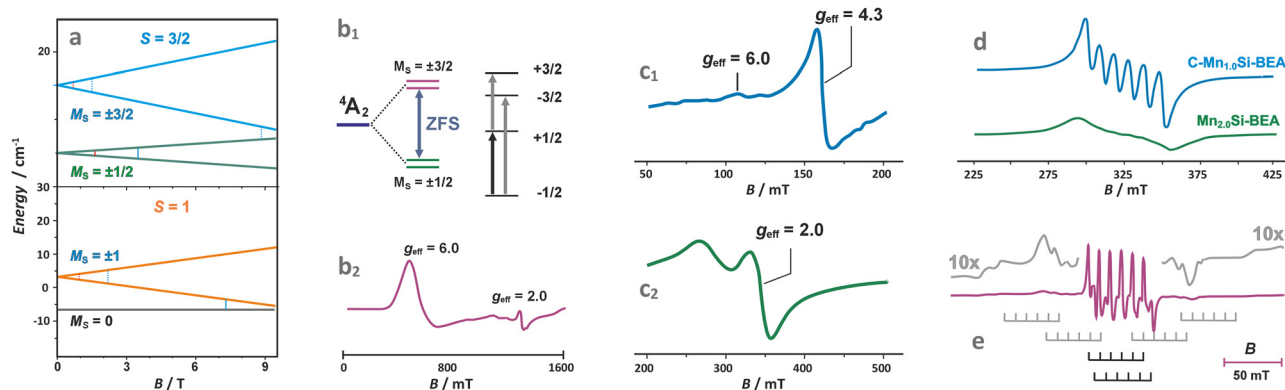 a
S = 3/2
20
M_S = ±3/2
M_S = ±1/2
Energy / cm⁻¹
30
S = 1
20
10
M_S = ±1
0
M_S = 0
-10
0
3
6
9
B / T
b₁
M_S = ±3/2
⁴A₂
ZFS
M_S = ±1/2
+3/2
-3/2
+1/2
-1/2
b₂
g_eff = 6.0
g_eff = 2.0
0
800
1600
B / mT
c₁
g_eff = 6.0
g_eff = 4.3
50
100
150
200
B / mT
c₂
g_eff = 2.0
200
300
400
500
B / mT
d
C-Mn₁.₀Si-BEA
Mn₂.₀Si-BEA
225
275
325
375
425
B / mT
10x
10x
e
B
50 mT